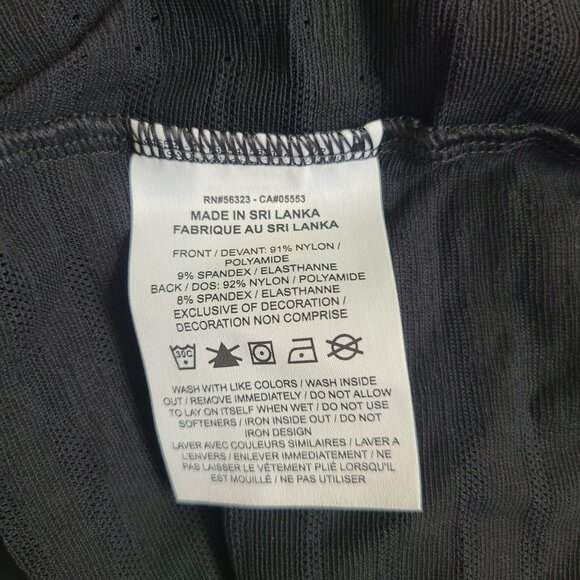 RN#56323 - CA#05553
MADE IN SRI LANKA
FABRIQUE AU SRI LANKA
FRONT / DEVANT: 91% NYLON /
POLYAMIDE
9% SPANDEX / ELASTHANNE
BACK / DOS: 92% NYLON / POLYAMIDE
8% SPANDEX / ELASTHANNE
EXCLUSIVE OF DECORATION /
DECORATION NON COMPRISE
30C
WASH WITH LIKE COLORS / WASH INSIDE
OUT / REMOVE IMMEDIATELY / DO NOT ALLOW
TO LAY ON ITSELF WHEN WET / DO NOT USE
SOFTENERS / IRON INSIDE OUT / DO NOT
IRON DESIGN
LAVER AVEC COULEURS SIMILAIRES / LAVER A
L'ENVERS / ENLEVER IMMEDIATEMENT / NE
PAS LAISSER LE VÊTEMENT PLIÉ LORSQU'IL
EST MOUILLÉ / NE PAS UTILISER